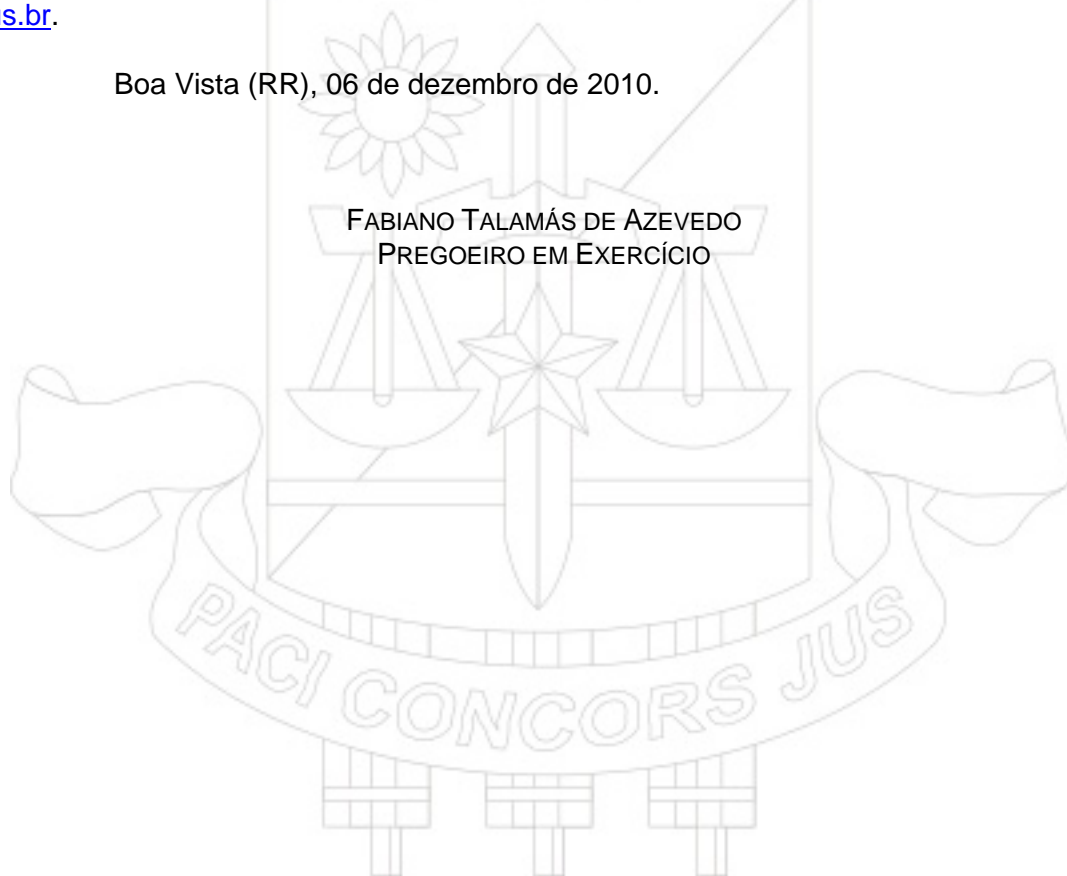 us.br.
Boa Vista (RR), 06 de dezembro de 2010.
FABIANO TALAMÁS DE AZEVEDO
PREGOEIRO EM EXERCÍCIO
PACI CONCORS JUS